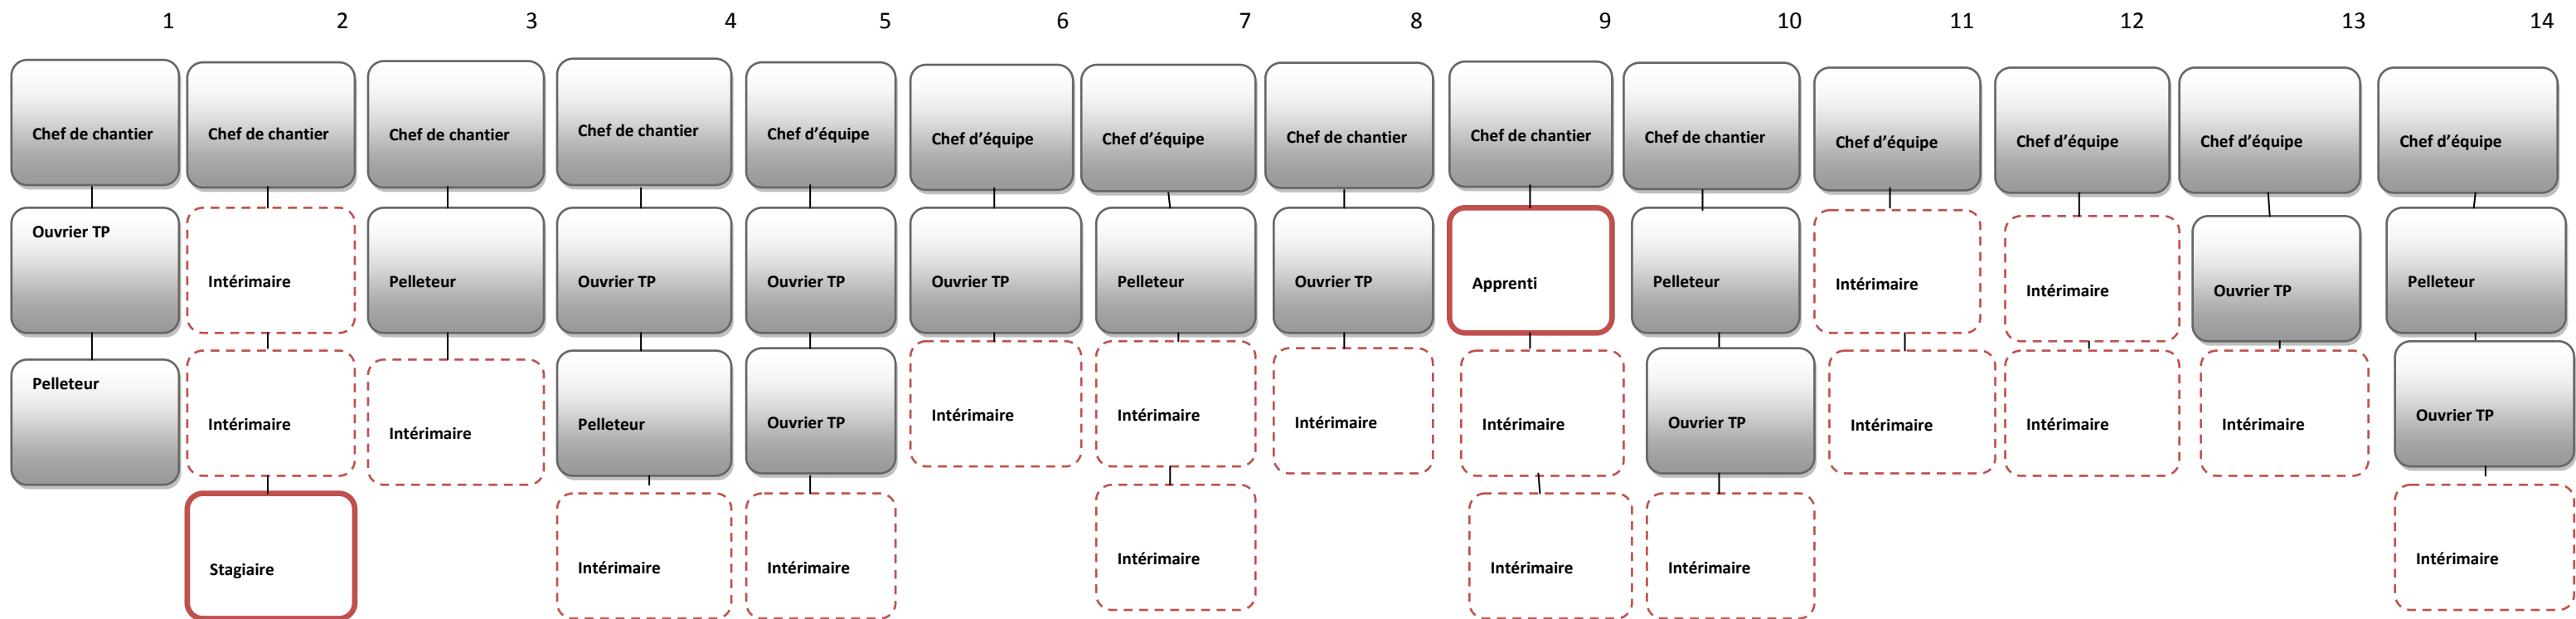 1 2 3 4 5 6 7 8 9 10 11 12 13 14
Chef de chantier Chef de chantier Chef de chantier Chef de chantier Chef d’équipe Chef d’équipe Chef d’équipe Chef de chantier Chef de chantier Chef de chantier Chef d’équipe Chef d’équipe Chef d’équipe Chef d’équipe
Ouvrier TP Intérimaire Pelleteur Ouvrier TP Ouvrier TP Ouvrier TP Pelleteur Ouvrier TP Apprenti Pelleteur Intérimaire Intérimaire Ouvrier TP Pelleteur
Pelleteur Intérimaire Intérimaire Pelleteur Ouvrier TP Intérimaire Intérimaire Intérimaire Intérimaire Ouvrier TP Intérimaire Intérimaire Intérimaire Ouvrier TP
Stagiaire Intérimaire Intérimaire Intérimaire Intérimaire Intérimaire Intérimaire